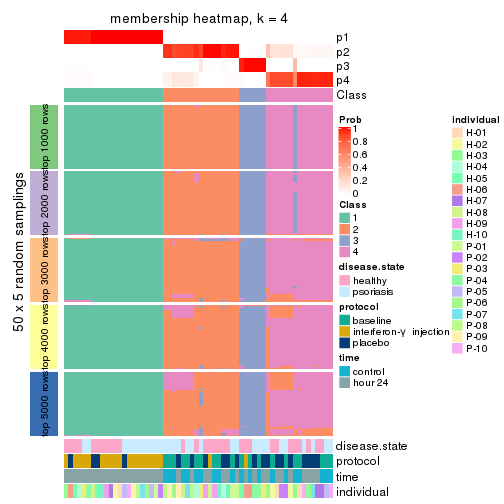 membership heatmap, k = 4
p1
p2
p3
p4
Class
50 x 5 random samplings
top 1000 rows
top 2000 rows
top 3000 rows
top 4000 rows
top 5000 rows
disease.state
protocol
time
individual
Prob
1
0.8
0.6
0.4
0.2
0
Class
1
2
3
4
disease.state
healthy
psoriasis
protocol
baseline
interferon-γ injection
placebo
time
control
hour 24
individual
H-01
H-02
H-03
H-04
H-05
H-06
H-07
H-08
H-09
H-10
P-01
P-02
P-03
P-04
P-05
P-06
P-07
P-08
P-09
P-10